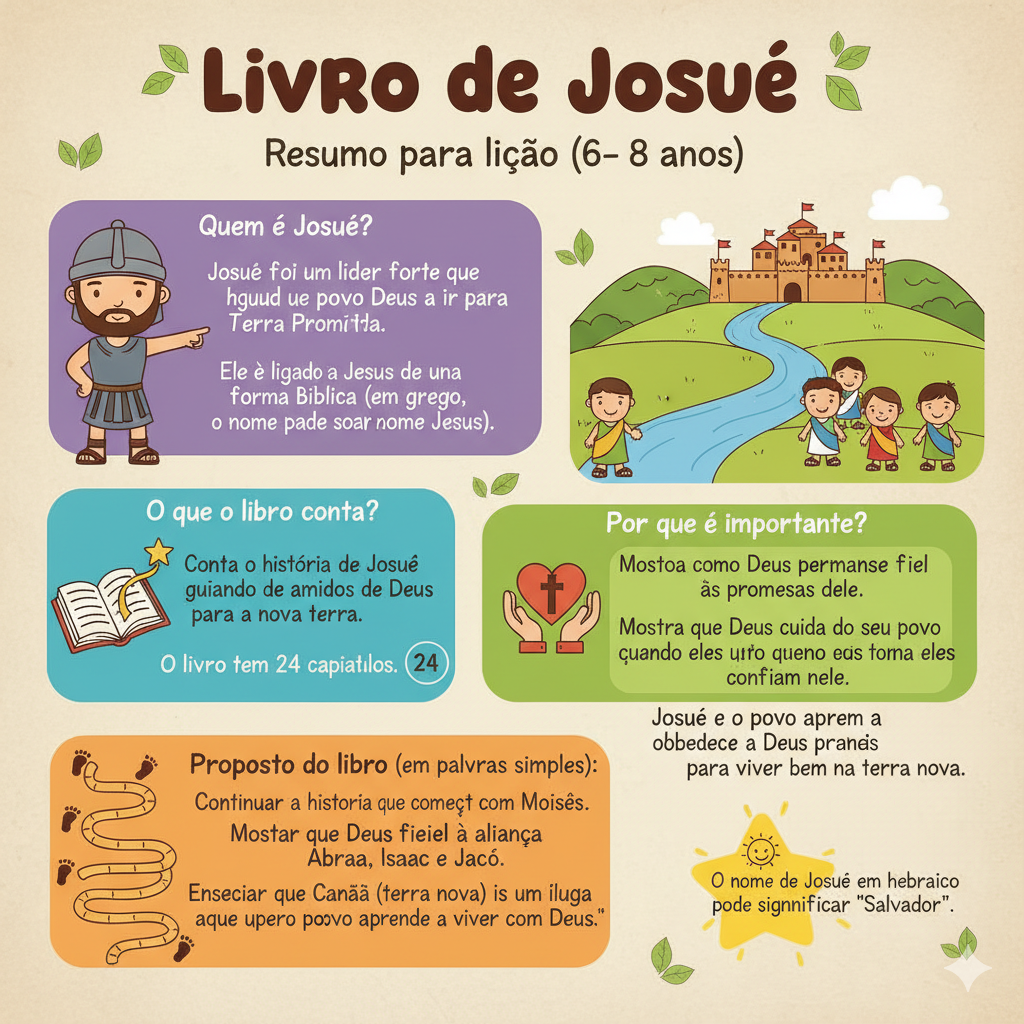 Livro de Josué
Resumo para lição (6– 8 anos)
Quem é Josué?
Josué foi um lider forte que
hguud ue povo Deus a ir para
Terra
Ele è ligado a Jesus de una
forma Biblica (em grego,
o nome pade soar nome Jesus).
O que o libro conta?
Conta o história de Josuê
guiando de amidos de Deus
para a nova terra.
O livro tem 24
24
Por que é importante?
Mostoa como Deus permanse fiel
às promesas dele.
Mostra que Deus cuida do seu povo
quando eles queno toma eles
confiam nele.
Josué e o povo aprem a
obbedece a Deus
para viver bem na terra nova.
Proposto do libro (em palvras simples):
Continuar a historia que com Moisês.
Mostar que Deus fieiel à aliança
Abraa, Isaac e Jacó.
Enseciar que Canãã (terra nova) is um iluga
aque upero povo aprende a viver com Deus."
O nome de Josuê em hebraico
pode signnificar "Salvador".